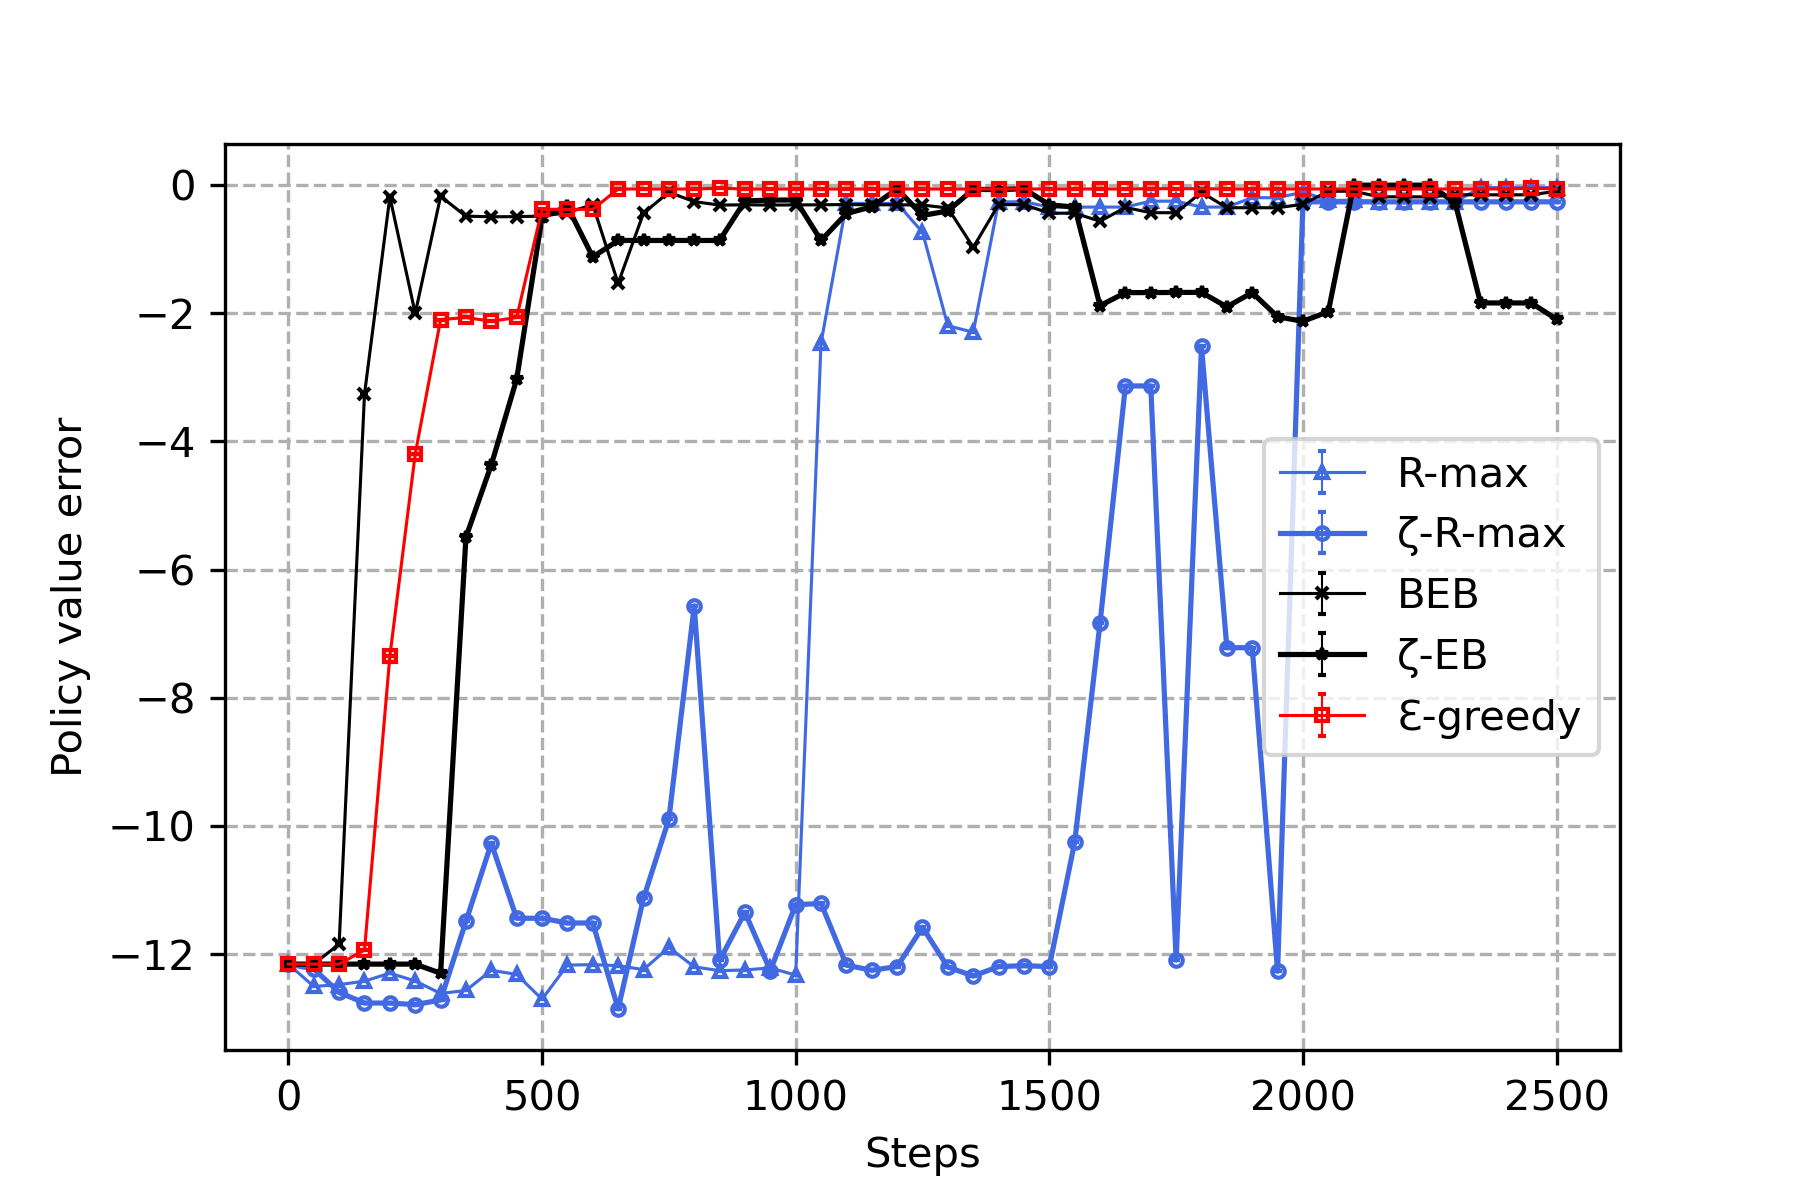 0
−2
−4
−6
−8
−10
−12
Policy value error
0 500 1000 1500 2000 2500
Steps
R-max
ζ-R-max
BEB
ζ-EB
Ɛ-greedy